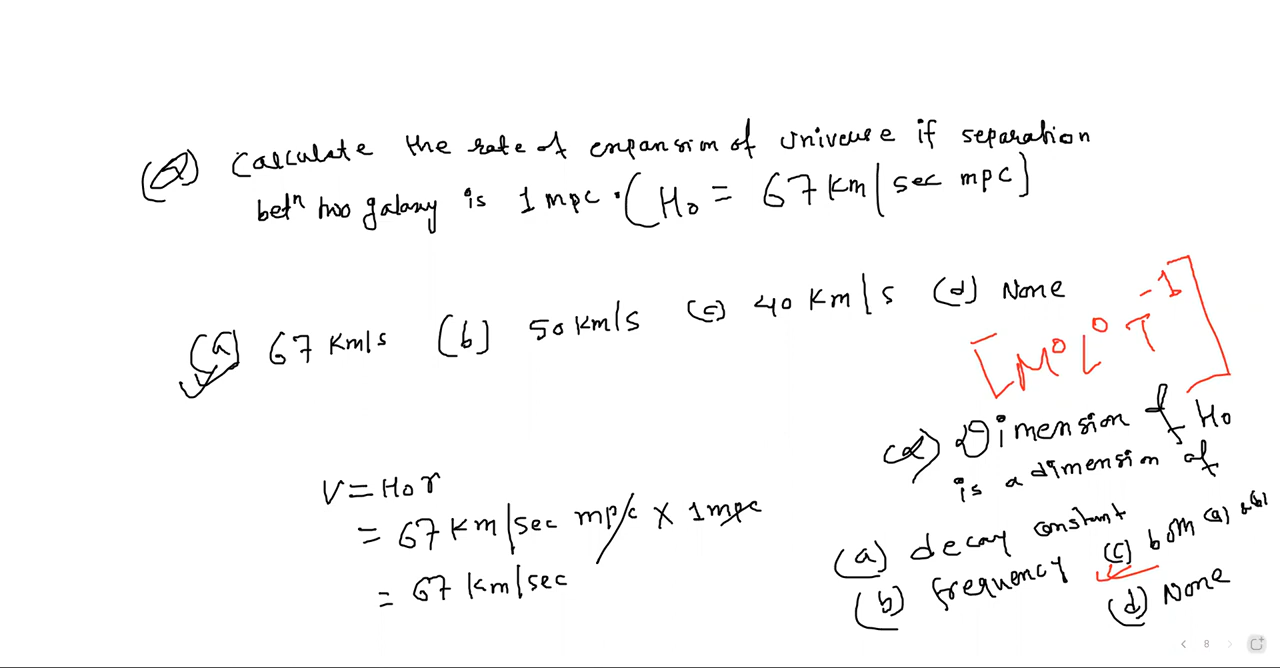 (Q) Calculate the rate of expansion of Universe if separation
betⁿ two galaxy is 1 mpc. (H₀ = 67 Km/sec mpc)
(a) 67 Km/s (b) 50 Km/s (c) 40 Km/s (d) None
V = H₀ r
= 67 Km/sec mpc × 1 mpc
= 67 Km/sec
[M⁰ L⁰ T⁻¹]
(Q) Dimension of H₀
is a dimension of
(a) decay constant
(b) frequency (c) both (a) & (b)
(d) None
8